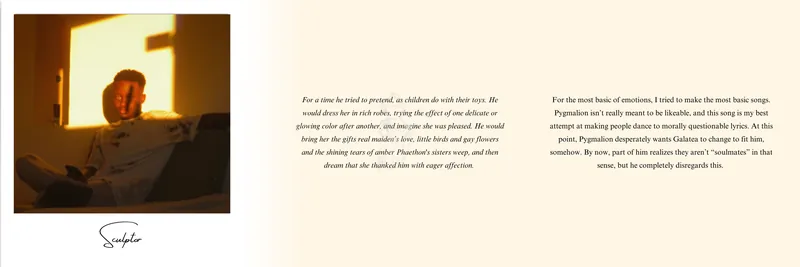 Sculptor
For a time he tried to pretend, as children do with their toys. He
would dress her in rich robes, trying the effect of one delicate or
glowing color after another, and imagine she was pleased. He would
bring her the gifts real maiden's love, little birds and gay flowers
and the shining tears of amber Phaethon's sisters weep, and then
dream that she thanked him with eager affection.
For the most basic of emotions, I tried to make the most basic songs.
Pygmalion isn't really meant to be likeable, and this song is my best
attempt at making people dance to morally questionable lyrics. At this
point, Pygmalion desperately wants Galatea to change to fit him,
somehow. By now, part of him realizes they aren't “soulmates” in that
sense, but he completely disregards this.